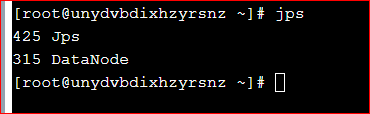 [root@unydvbdixhzyrsnz ~]# jps
425 Jps
315 DataNode
[root@unydvbdixhzyrsnz ~]#